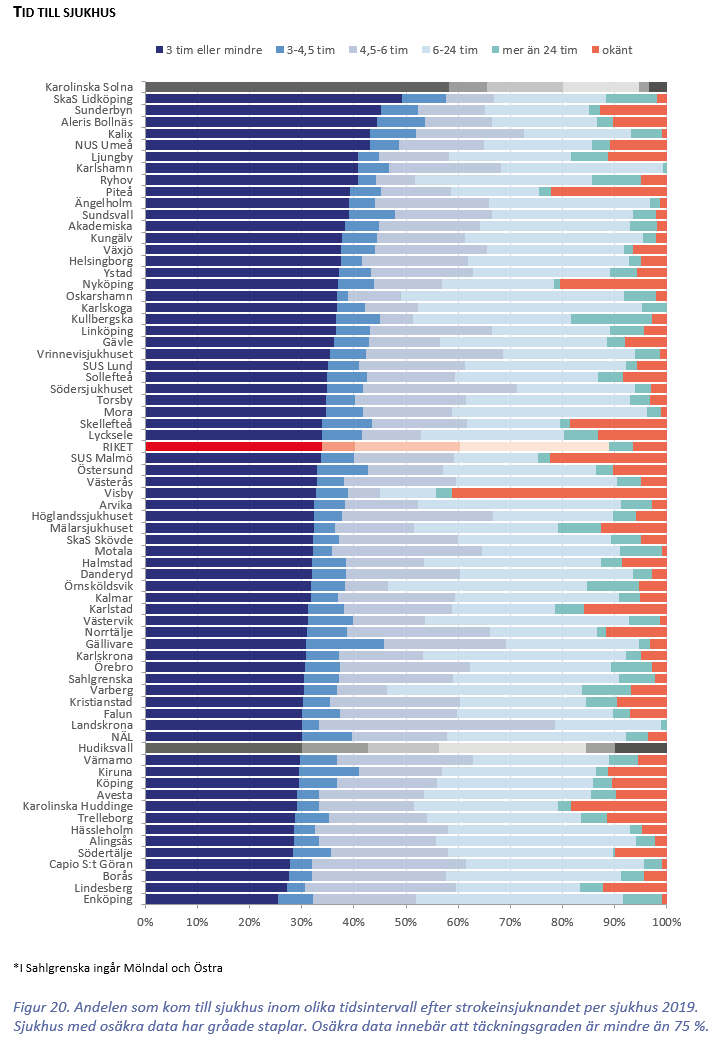 TID TILL SJUKHUS
3 tim eller mindre 3-4,5 tim 4,5-6 tim 6-24 tim mer än 24 tim okänt
Karolinska Solna
SkaS Lidköping
Sunderbyn
Aleris Bollnäs
Kalix
NUS Umeå
Ljungby
Karlshamn
Ryhov
Piteå
Ängelholm
Sundsvall
Akademiska
Kungälv
Växjö
Helsingborg
Ystad
Nyköping
Oskarshamn
Karlskoga
Kullbergska
Linköping
Gävle
Vrinnevisjukhuset
SUS Lund
Sollefteå
Södersjukhuset
Torsby
Mora
Skellefteå
Lycksele
RIKET
SUS Malmö
Östersund
Västerås
Visby
Arvika
Höglandssjukhuset
Mälarsjukhuset
SkaS Skövde
Motala
Halmstad
Danderyd
Örnsköldsvik
Kalmar
Karlstad
Västervik
Norrtälje
Gällivare
Karlskrona
Örebro
Sahlgrenska
Varberg
Kristianstad
Falun
Landskrona
NÄL
Hudiksvall
Värnamo
Kiruna
Köping
Avesta
Karolinska Huddinge
Trelleborg
Hässleholm
Alingsås
Södertälje
Capio S:t Göran
Borås
Lindesberg
Enköping
0% 10% 20% 30% 40% 50% 60% 70% 80% 90% 100%
*I Sahlgrenska ingår Mölndal och Östra
Figur 20. Andelen som kom till sjukhus inom olika tidsintervall efter strokeinsjuknandet per sjukhus 2019.
Sjukhus med osäkra data har gråade staplar. Osäkra data innebär att täckningsgraden är mindre än 75 %.